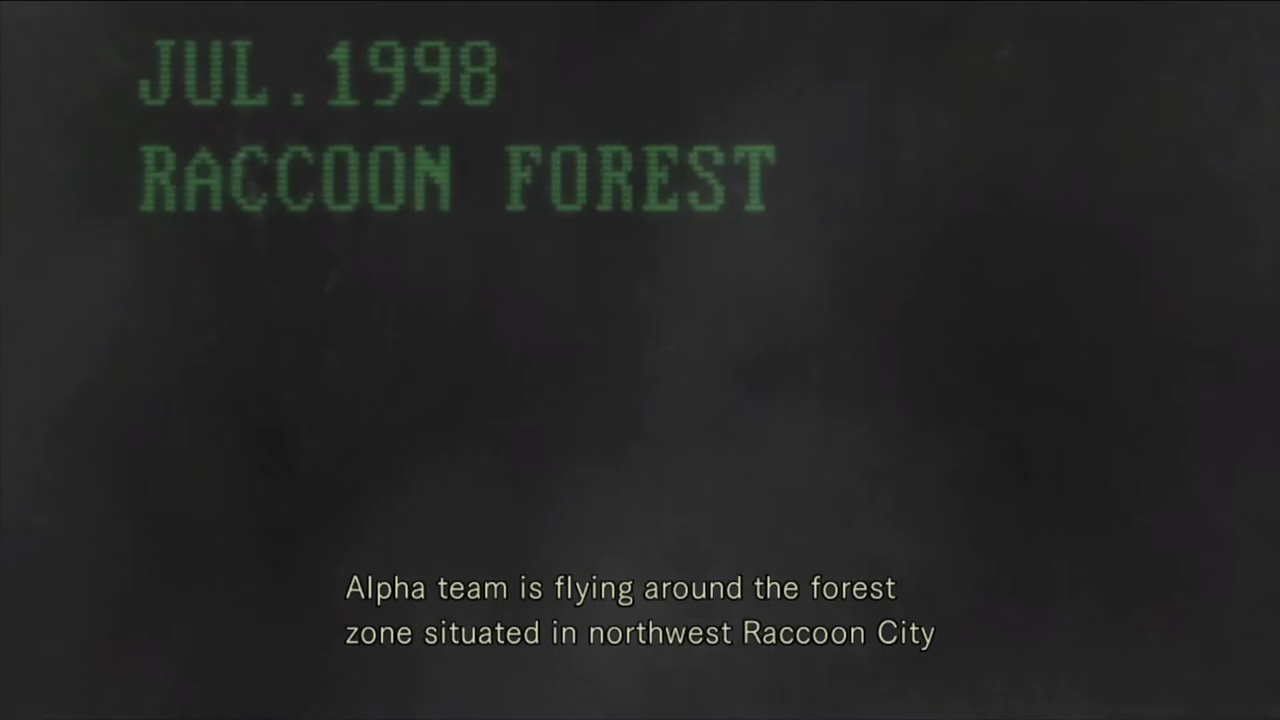 JUL.1998
RACCOON FOREST
Alpha team is flying around the forest
zone situated in northwest Raccoon City